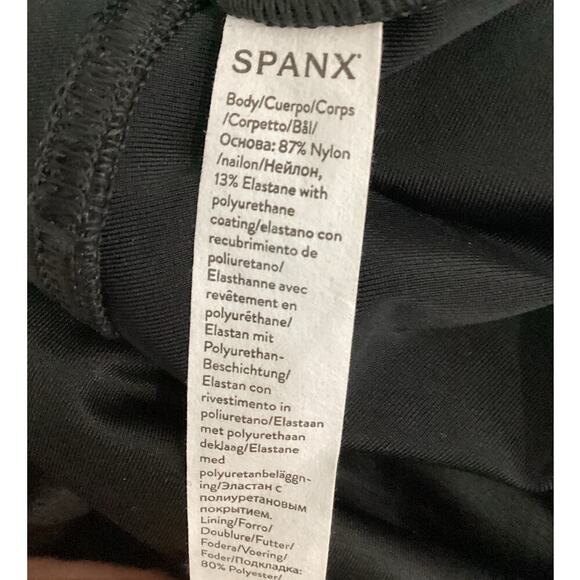 SPANX®
Body/Cuerpo/Corps
/Corpetto/Bål/
Основа: 87% Nylon
/nailon/Нейлон,
13% Elastane with
polyurethane
coating/elastano con
recubrimiento de
poliuretano/
Elasthanne avec
revêtement en
polyuréthane/
Elastan mit
Polyurethan-
Beschichtung/
Elastan con
rivestimento in
poliuretano/Elastaan
met polyurethaan
deklaag/Elastane
med
polyuretanbeläggn-
ing/Эластан с
полиуретановым
покрытием.
Lining/Forro/
Doublure/Futter/
Fodera/Voering/
Foder/Подкладка:
80% Polyester/